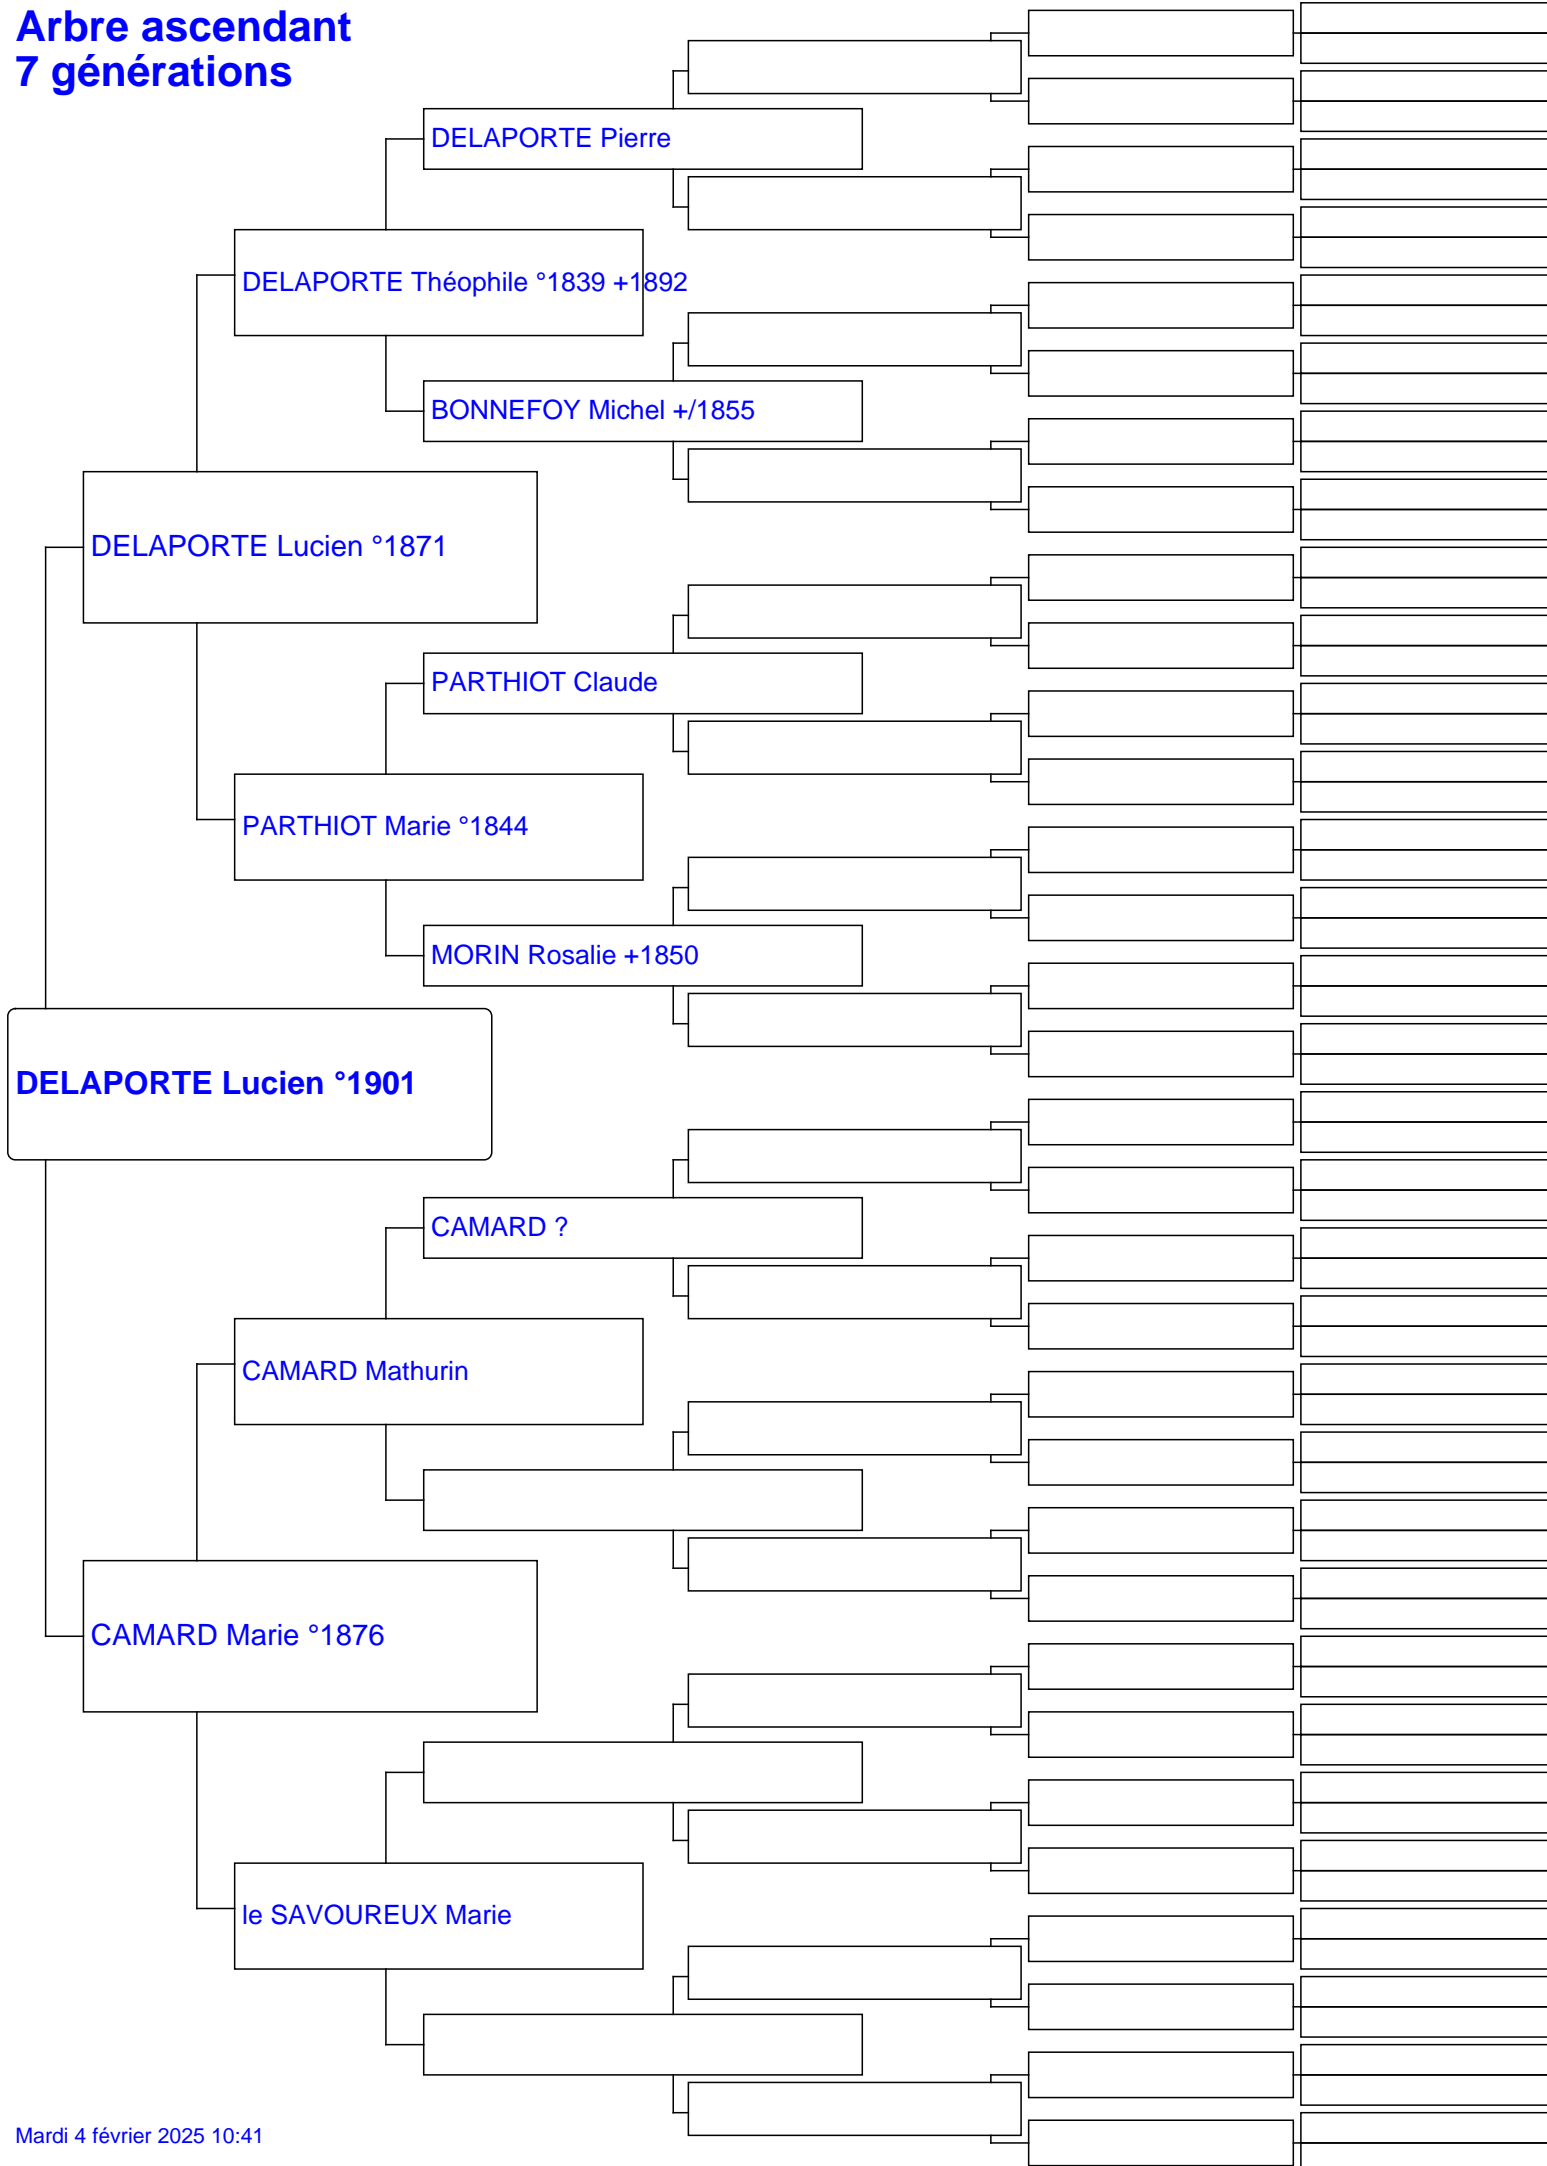 Arbre ascendant
7 générations
DELAPORTE Pierre
DELAPORTE Théophile °1839 +1892
BONNEFOY Michel +/1855
DELAPORTE Lucien °1871
PARTHIOT Claude
PARTHIOT Marie °1844
MORIN Rosalie +1850
DELAPORTE Lucien °1901
CAMARD ?
CAMARD Mathurin
CAMARD Marie °1876
le SAVOUREUX Marie
Mardi 4 février 2025 10:41